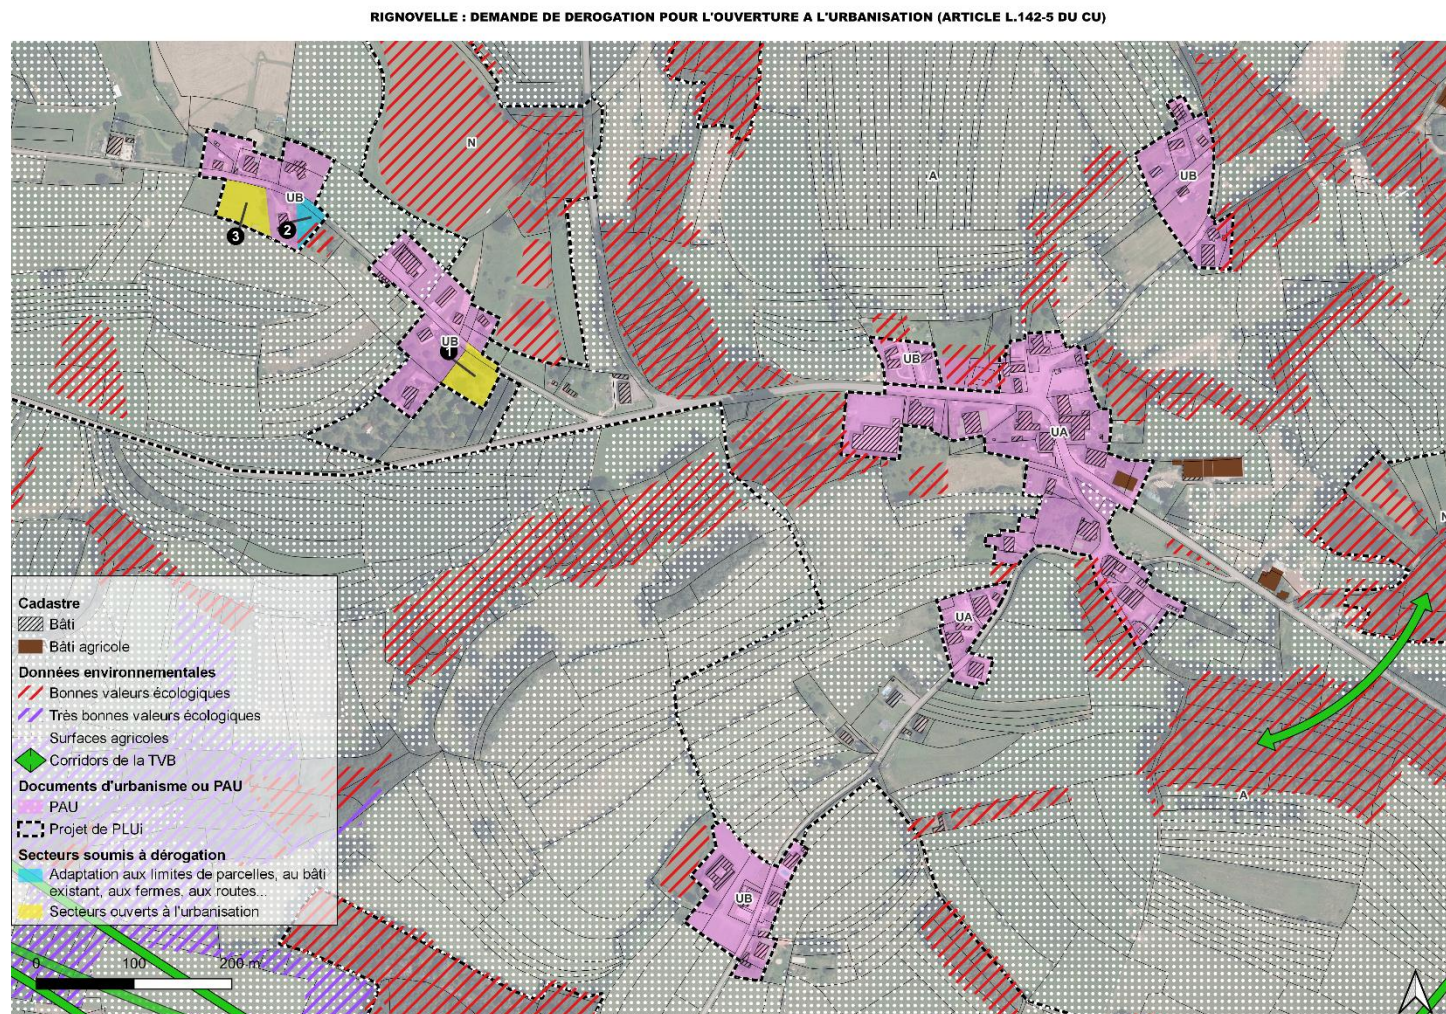 RIGNOVELLE : DEMANDE DE DEROGATION POUR L'OUVERTURE A L'URBANISATION (ARTICLE L.142-5 DU CU)
N
A
UB
UB
3
2
UB
1
UB
UA
N
UA
A
UB
Cadastre
Bâti
Bâti agricole
Données environnementales
Bonnes valeurs écologiques
Très bonnes valeurs écologiques
Surfaces agricoles
Corridors de la TVB
Documents d'urbanisme ou PAU
PAU
Projet de PLUi
Secteurs soumis à dérogation
Adaptation aux limites de parcelles, au bâti
existant, aux fermes, aux routes...
Secteurs ouverts à l'urbanisation
0 100 200 m